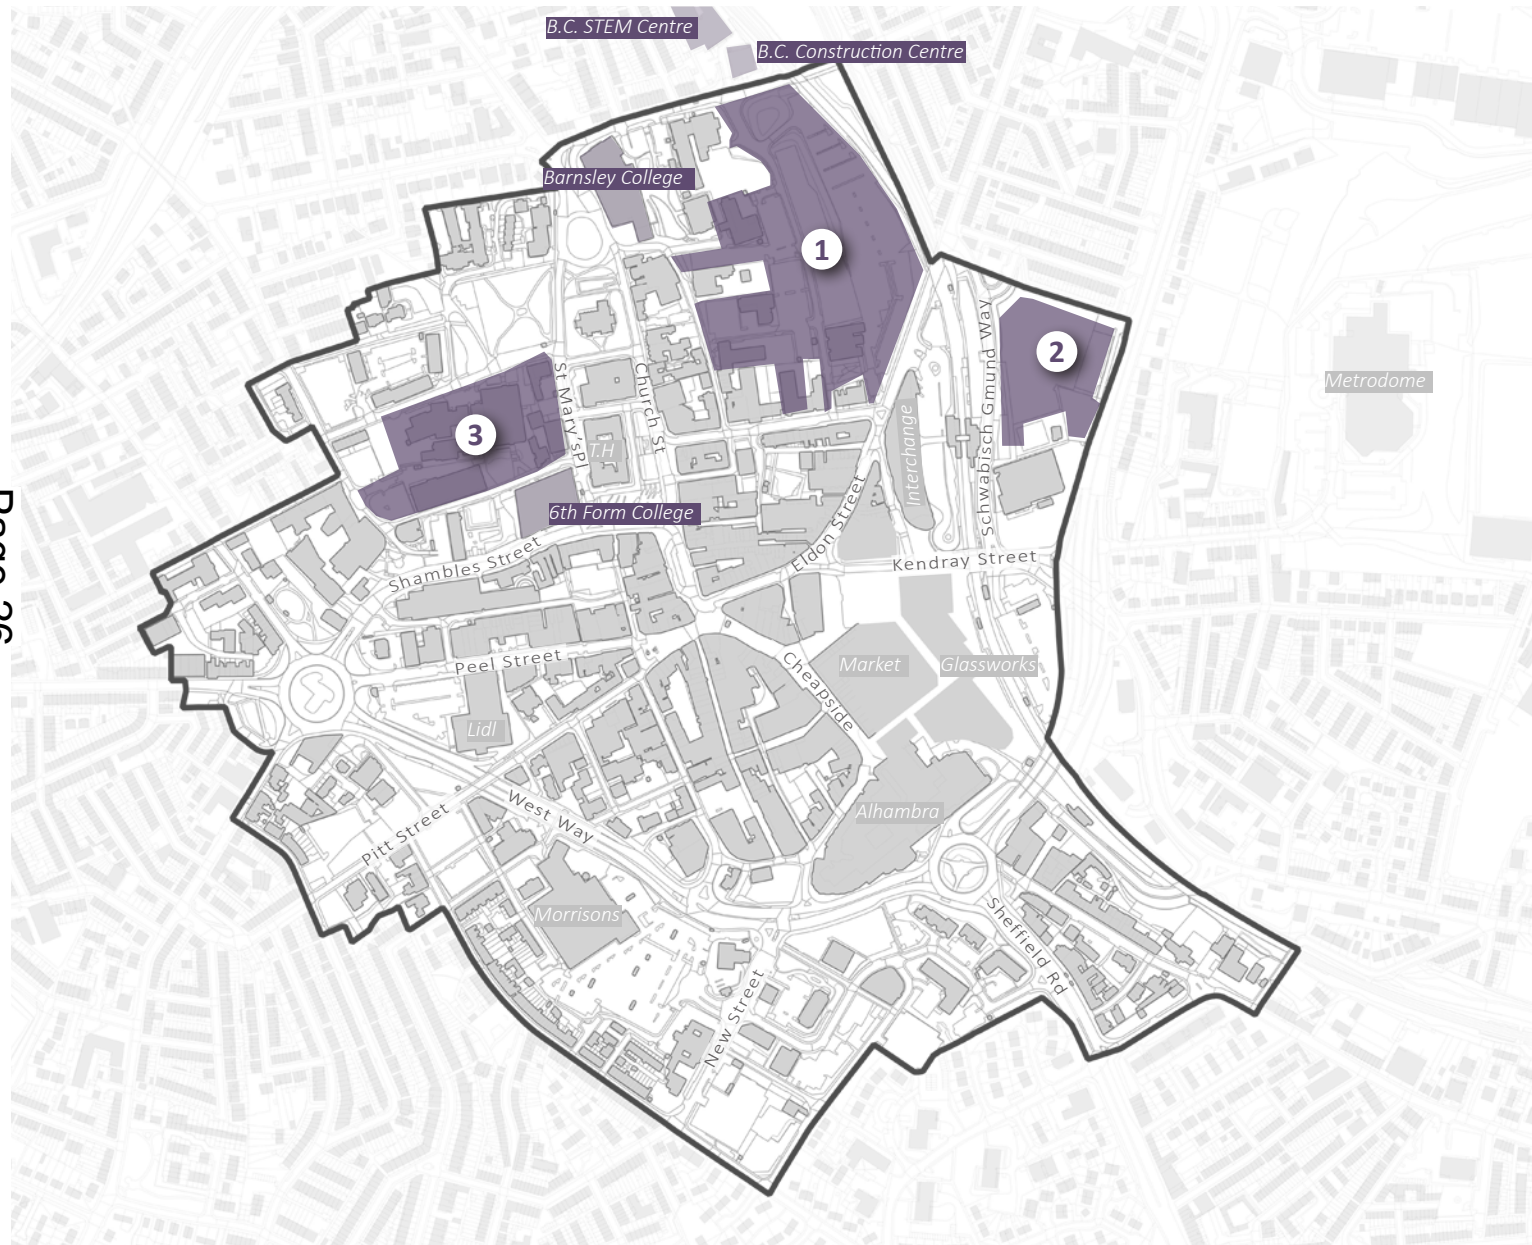 B.C. STEM Centre
B.C. Construction Centre
Barnsley College
1
2
Schwabisch Gmund Way
Metrodome
St Mary's Pl
Church St
3
T.H
Interchange
6th Form College
Eldon Street
Shambles Street
Kendray Street
Page 26
Peel Street
Cheapside
Market
Glassworks
Lidl
West Way
Pitt Street
Alhambra
Morrisons
Sheffield Rd
New Street